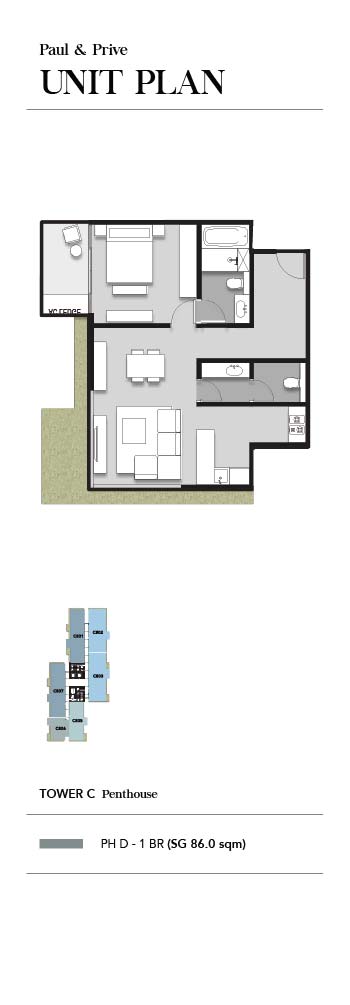 Paul & Prive
UNIT PLAN
AC LEDGE
C801
C802
C803
C807
C805
C806
TOWER C Penthouse
PH D - 1 BR (SG 86.0 sqm)